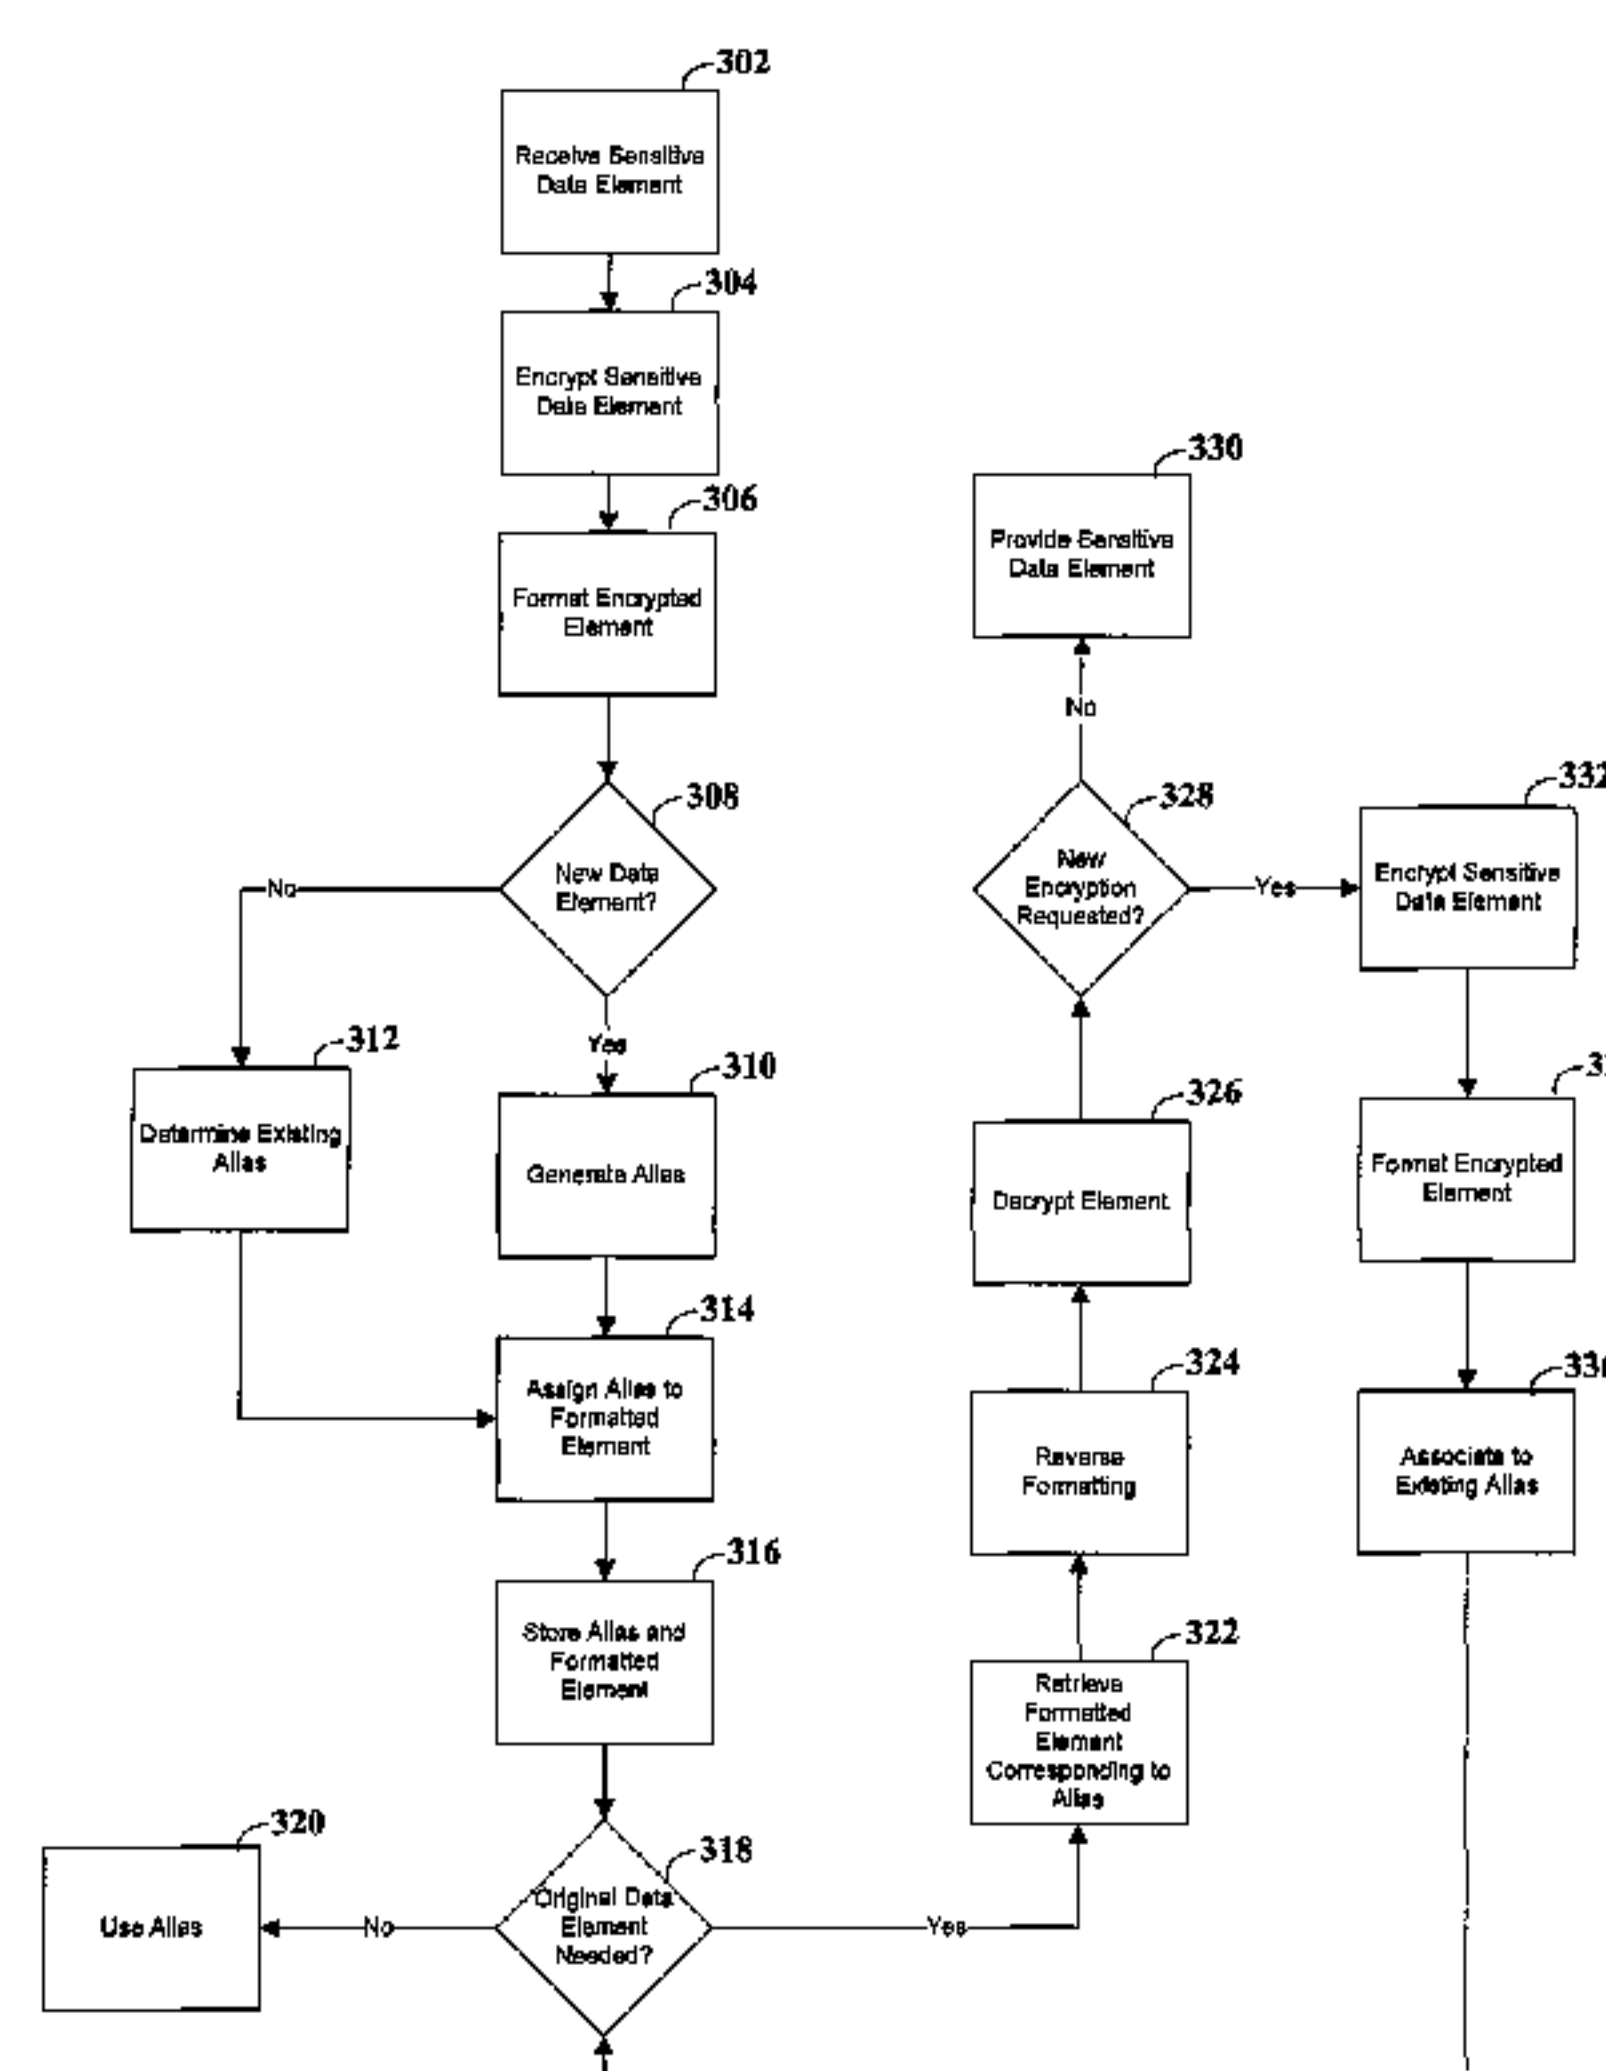 302
Receive Sensitive
Data Element
304
Encrypt Sensitive
Data Element
306
Format Encrypted
Element
308
New Data
Element?
No
Yes
312
Determine Existing
Alias
310
Generate Alias
314
Assign Alias to
Formatted
Element
316
Store Alias and
Formatted
Element
318
Original Data
Element
Needed?
No
320
Use Alias
Yes
322
Retrieve
Formatted
Element
Corresponding to
Alias
324
Reverse
Formatting
326
Decrypt Element
328
New
Encryption
Requested?
No
330
Provide Sensitive
Data Element
Yes
332
Encrypt Sensitive
Data Element
Format Encrypted
Element
Associate to
Existing Alias